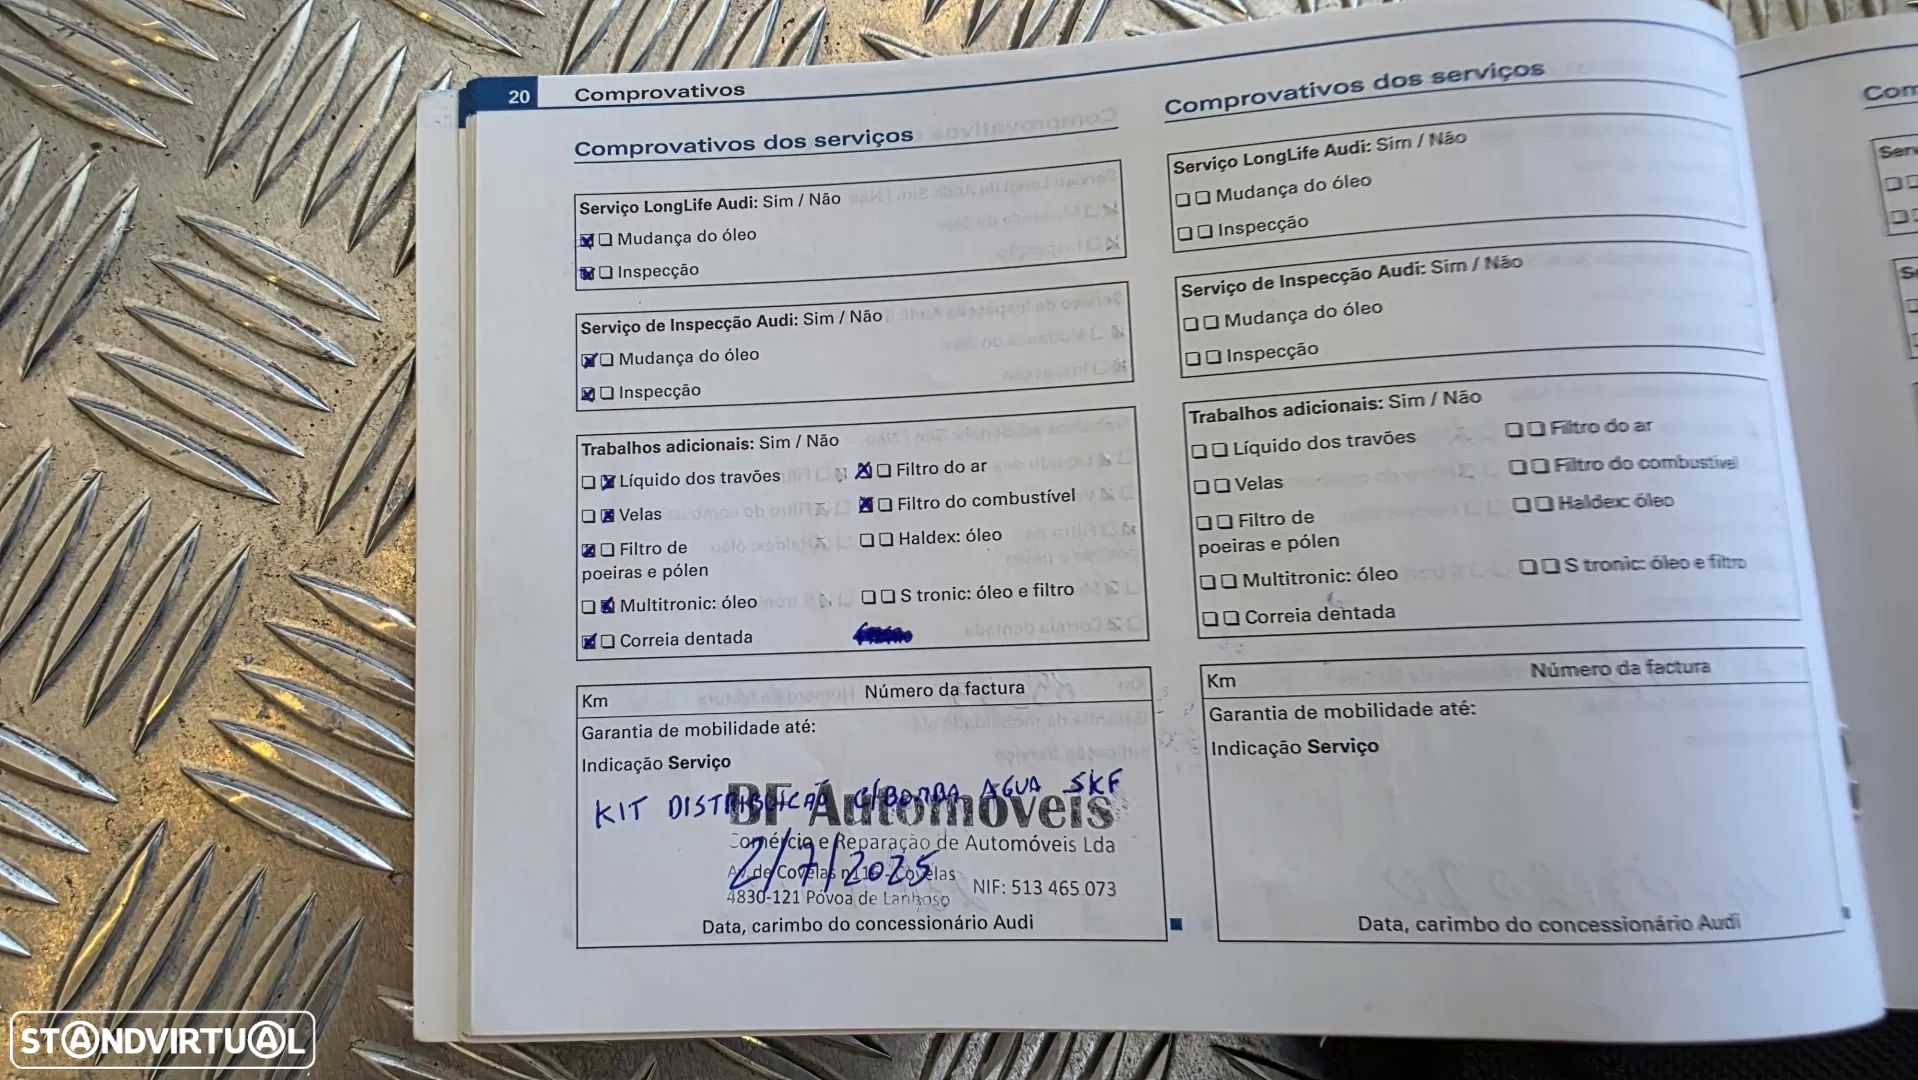 20 Comprovativos
Comprovativos dos serviços
Serviço LongLife Audi: Sim / Não
Mudança do óleo
Inspecção
Serviço de Inspecção Audi: Sim / Não
Mudança do óleo
Inspecção
Trabalhos adicionais: Sim / Não
Líquido dos travões Filtro do ar
Velas Filtro do combustível
Filtro de
poeiras e pólen
Haldex: óleo
Multitronic: óleo S tronic: óleo e filtro
Correia dentada
Km Número da factura
Garantia de mobilidade até:
Indicação Serviço
KIT DISTRIBUIÇÃO C/BOMBA AGUA SKF
BF Automóveis
Comércio e Reparação de Automóveis Lda
2/7/2025
Av. de Covelas n116 - Covelas
4830-121 Póvoa de Lanhoso NIF: 513 465 073
Data, carimbo do concessionário Audi
Comprovativos dos serviços
Serviço LongLife Audi: Sim / Não
Mudança do óleo
Inspecção
Serviço de Inspecção Audi: Sim / Não
Mudança do óleo
Inspecção
Trabalhos adicionais: Sim / Não
Líquido dos travões Filtro do ar
Velas Filtro do combustível
Filtro de
poeiras e pólen
Haldex: óleo
Multitronic: óleo S tronic: óleo e filtro
Correia dentada
Km Número da factura
Garantia de mobilidade até:
Indicação Serviço
Data, carimbo do concessionário Audi
Com
Serv
STANDVIRTUAL